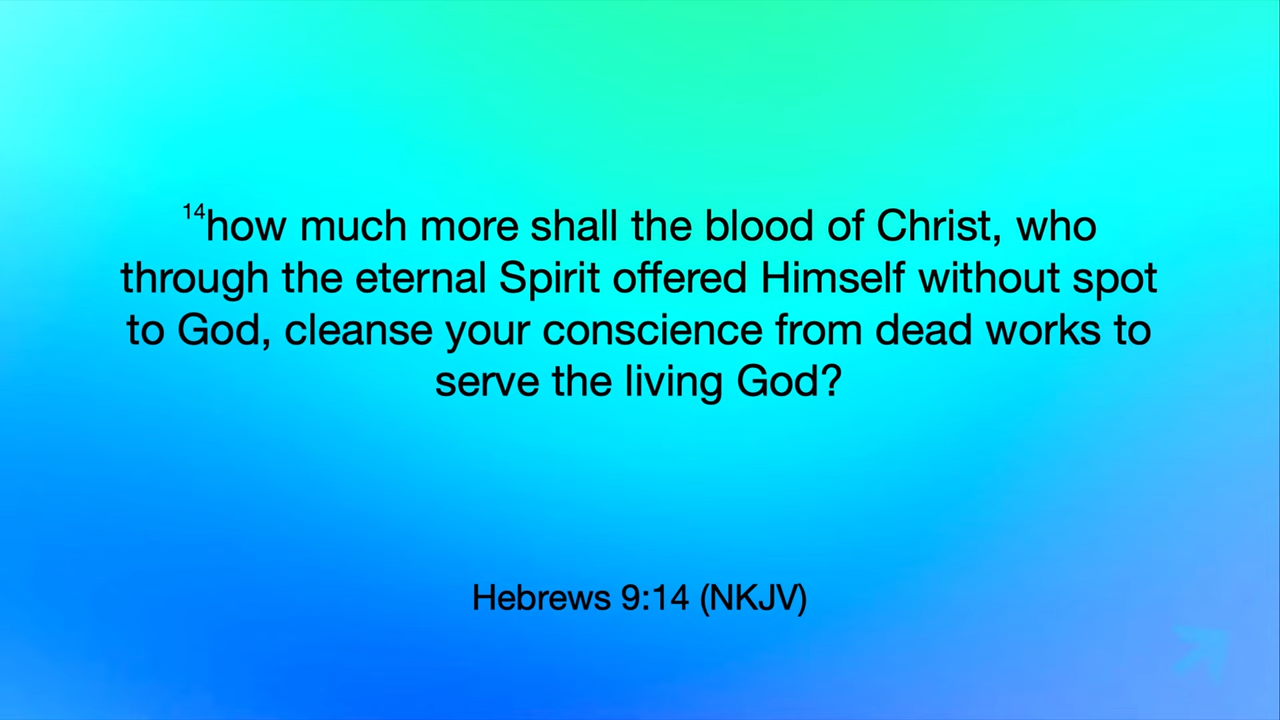 14how much more shall the blood of Christ, who
through the eternal Spirit offered Himself without spot
to God, cleanse your conscience from dead works to
serve the living God?
Hebrews 9:14 (NKJV)